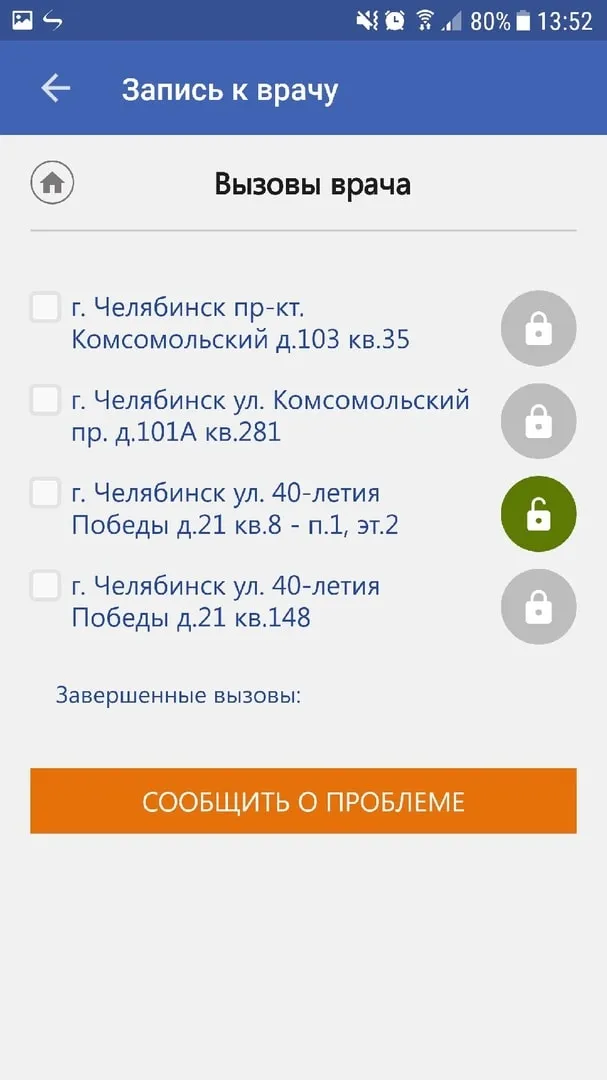 80% 13:52
Запись к врачу
Вызовы врача
г. Челябинск пр-кт.
Комсомольский д.103 кв.35
г. Челябинск ул. Комсомольский
пр. д.101А кв.281
г. Челябинск ул. 40-летия
Победы д.21 кв.8 - п.1, эт.2
г. Челябинск ул. 40-летия
Победы д.21 кв.148
Завершенные вызовы:
СООБЩИТЬ О ПРОБЛЕМЕ